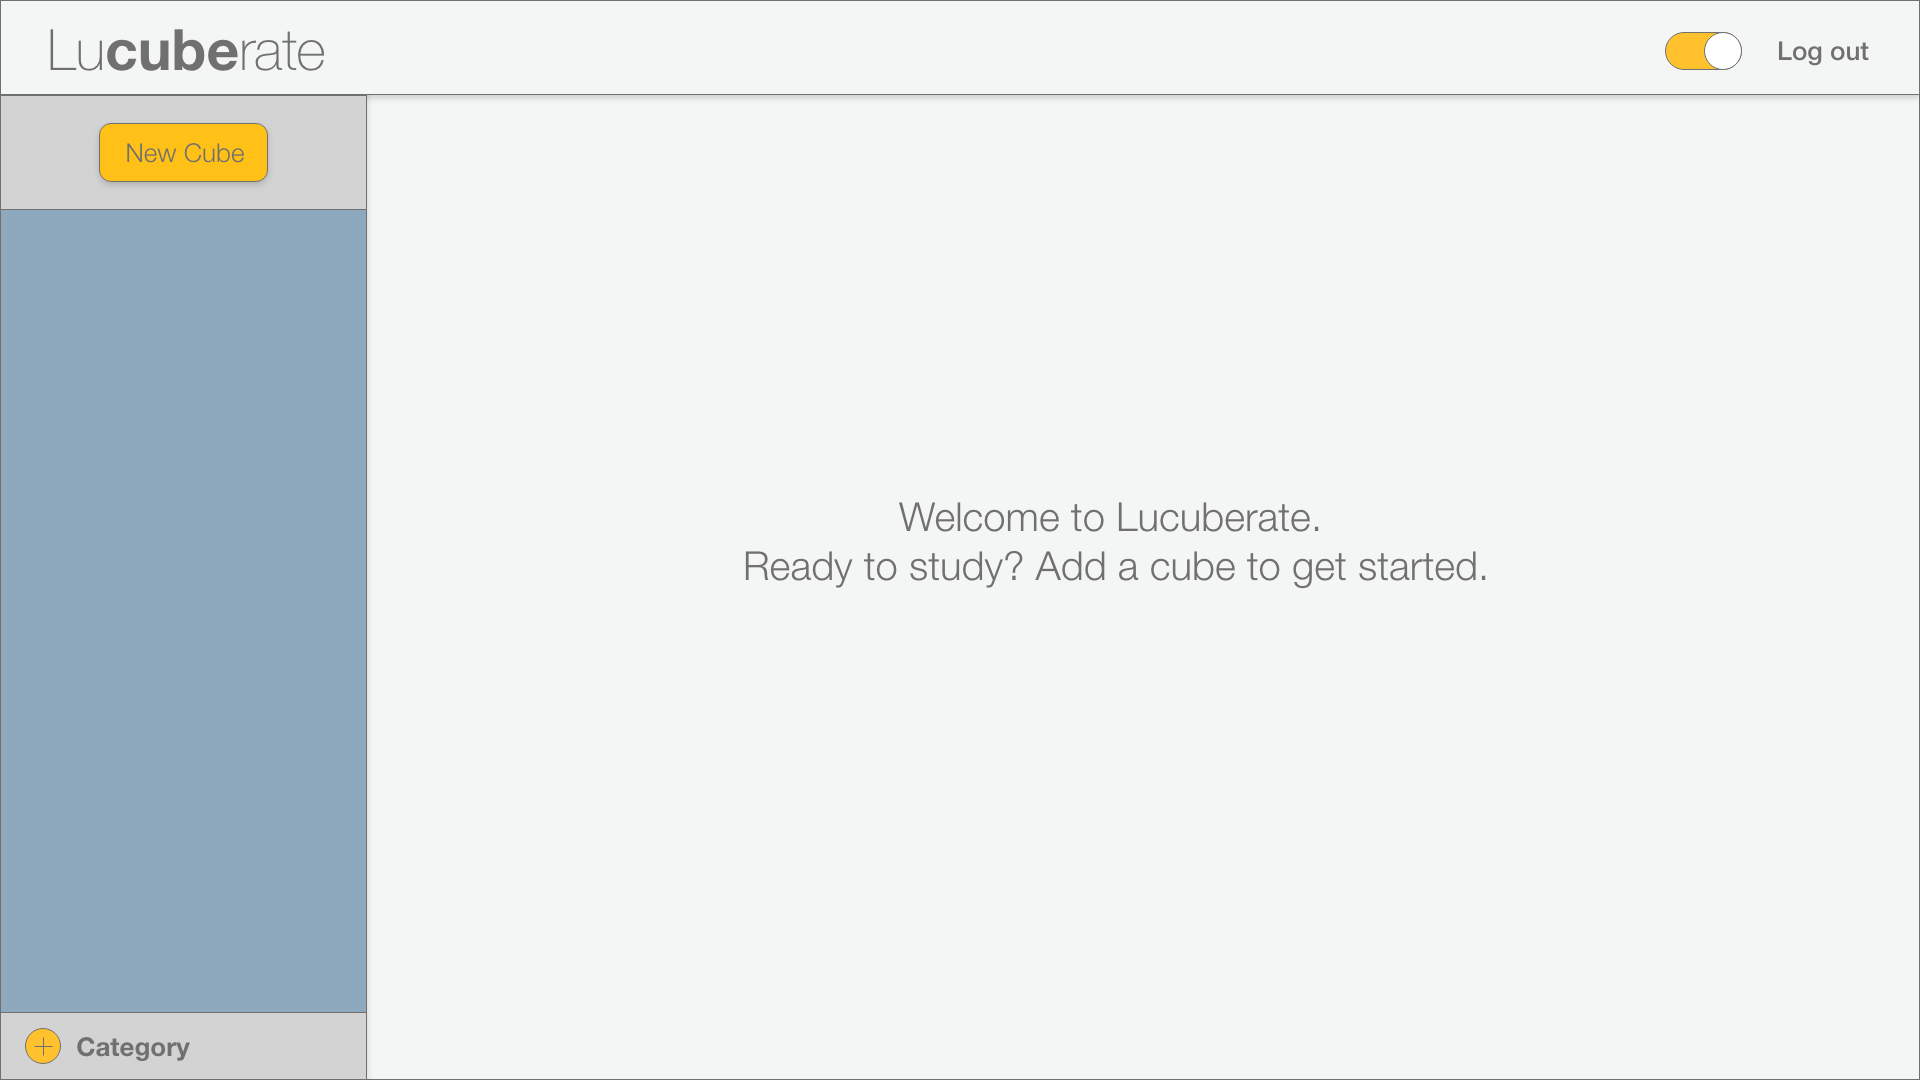 Lucuberate
Log out
New Cube
Welcome to Lucuberate.
Ready to study? Add a cube to get started.
Category